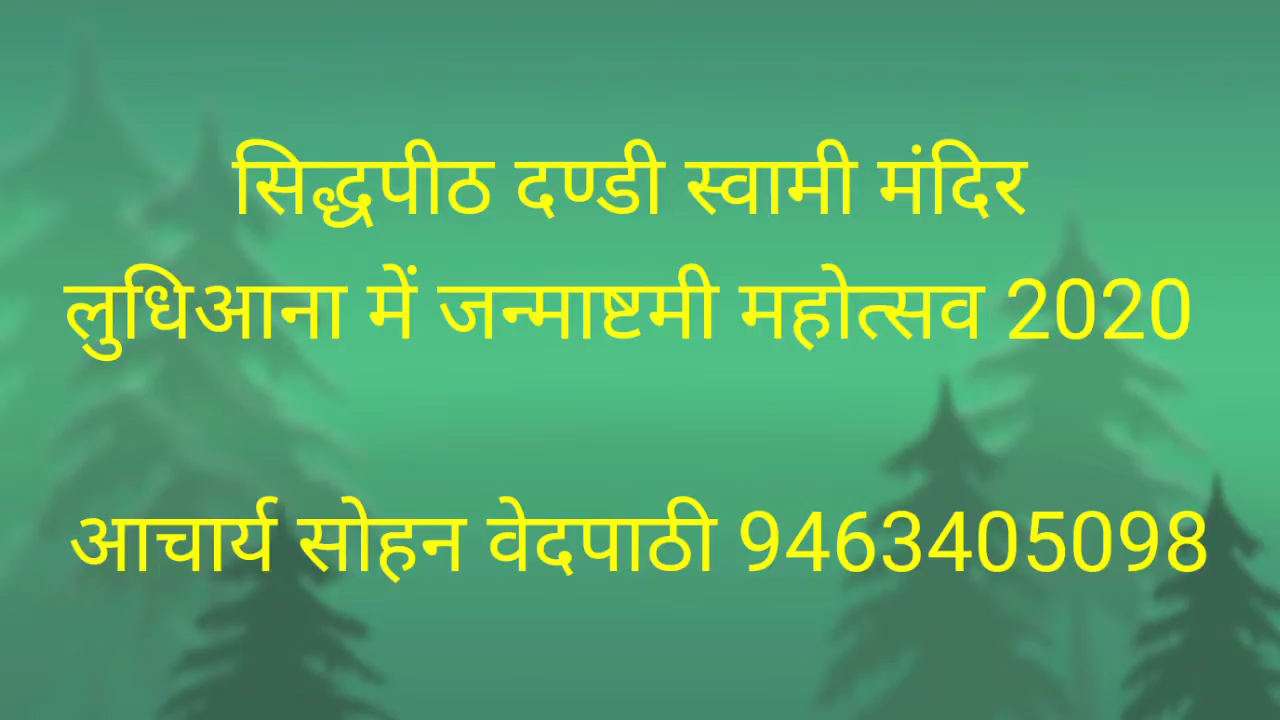 सिद्धपीठ दण्डी स्वामी मंदिर
लुधिआना में जन्माष्टमी महोत्सव 2020
आचार्य सोहन वेदपाठी 9463405098